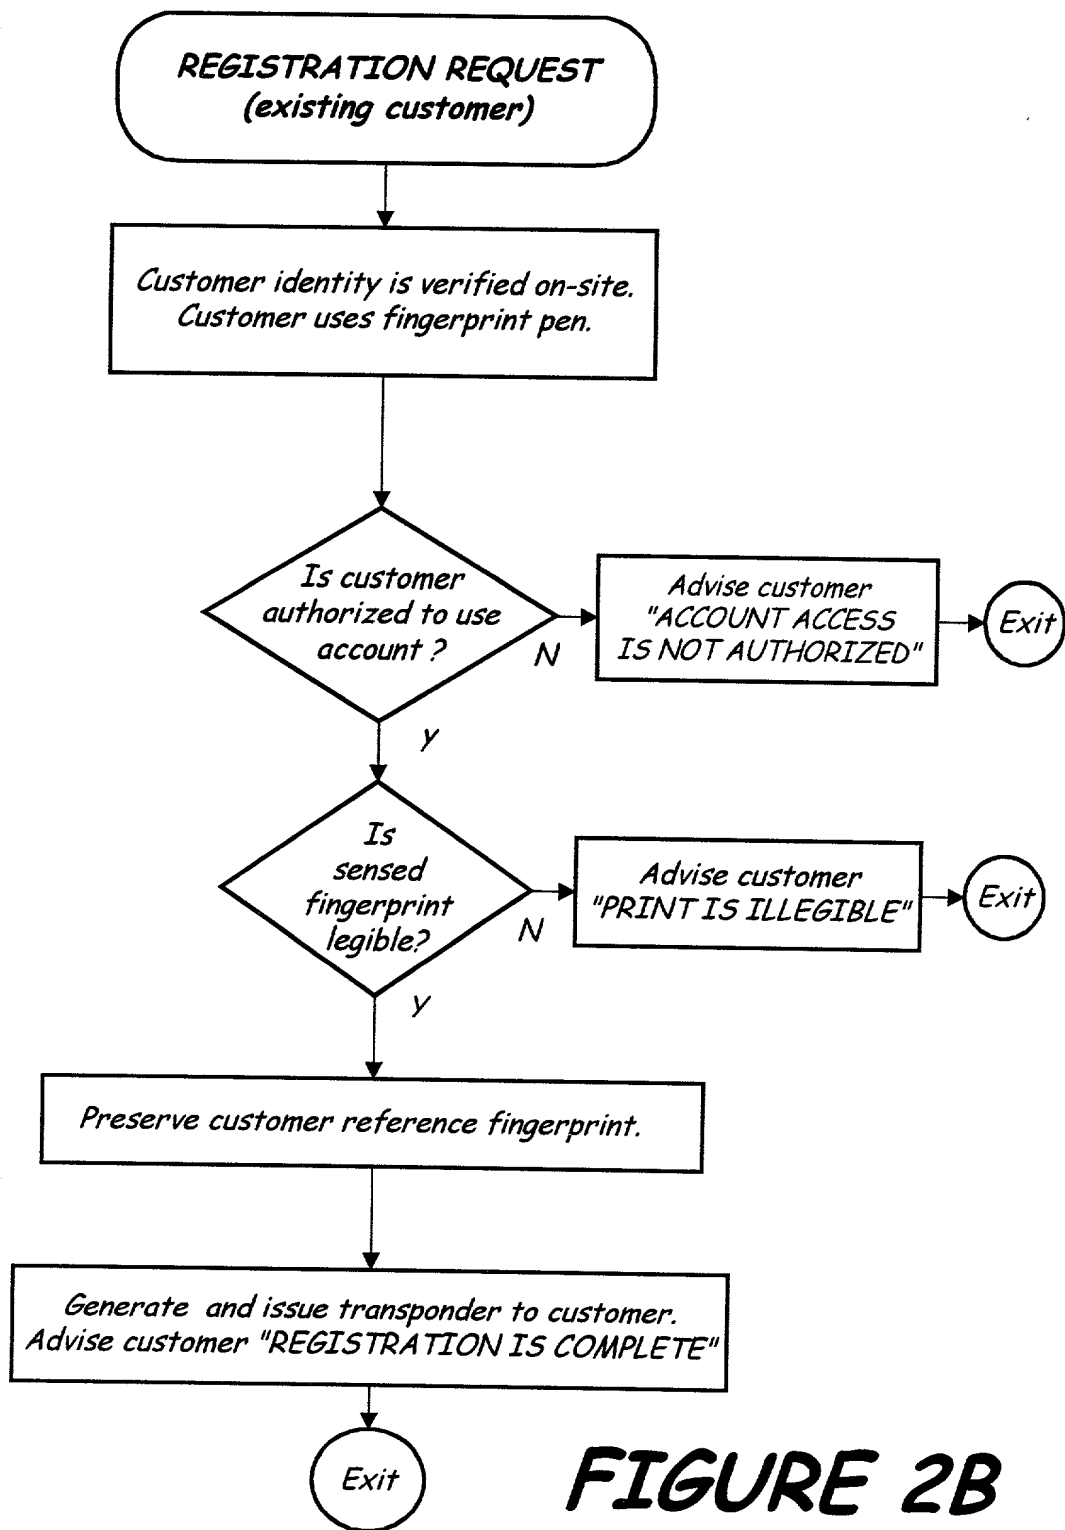 REGISTRATION REQUEST
(existing customer)
Customer identity is verified on-site.
Customer uses fingerprint pen.
Is customer
authorized to use
account ?
N
Advise customer
"ACCOUNT ACCESS
IS NOT AUTHORIZED"
Exit
Y
Is
sensed
fingerprint
legible?
N
Advise customer
"PRINT IS ILLEGIBLE"
Exit
Y
Preserve customer reference fingerprint.
Generate and issue transponder to customer.
Advise customer "REGISTRATION IS COMPLETE"
Exit
FIGURE 2B